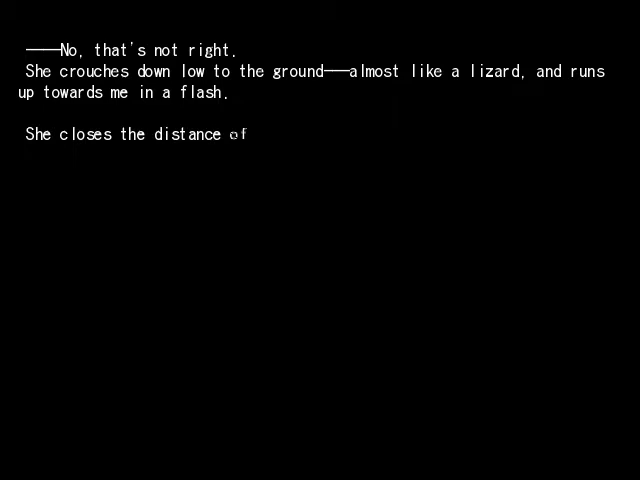 ────No, that's not right.
She crouches down low to the ground───almost like a lizard, and runs
up towards me in a flash.
She closes the distance of